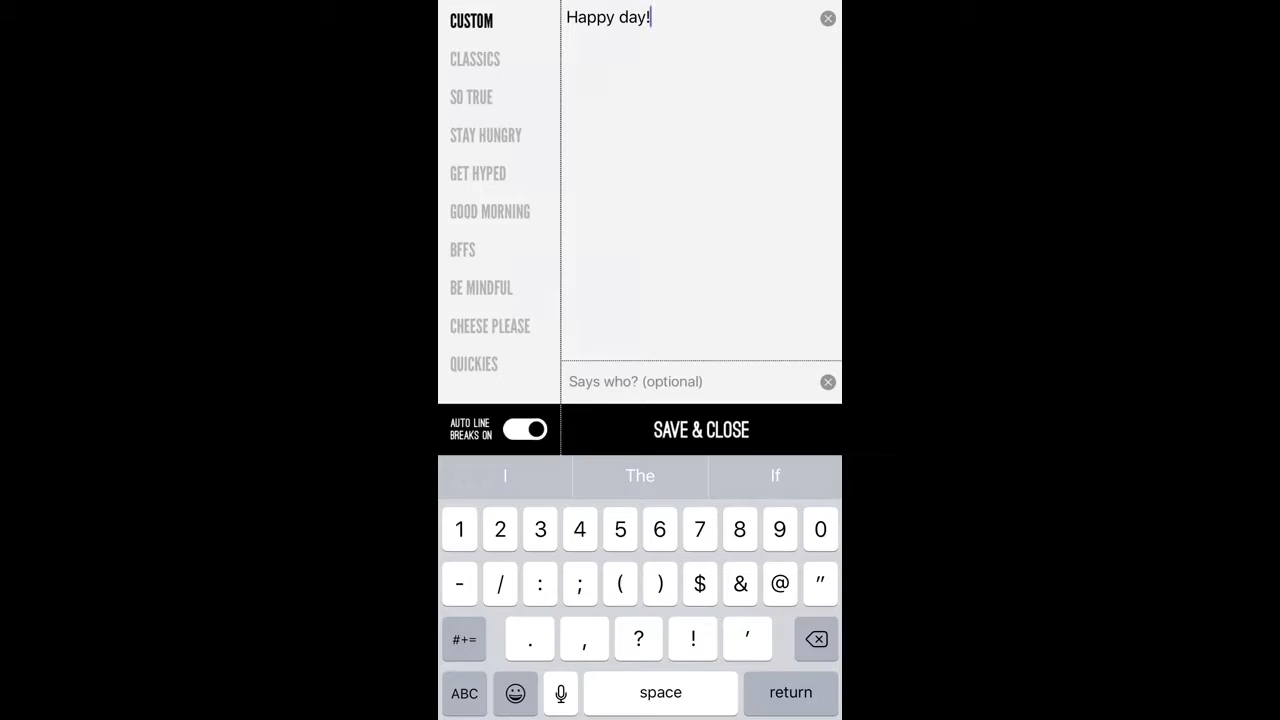 CUSTOM
Happy day!
CLASSICS
SO TRUE
STAY HUNGRY
GET HYPED
GOOD MORNING
BFFS
BE MINDFUL
CHEESE PLEASE
QUICKIES
Says who? (optional)
AUTO LINE
BREAKS ON
SAVE & CLOSE
I The If
1 2 3 4 5 6 7 8 9 0
- / : ; ( ) $ & @ "
#+= . , ? ! '
ABC space return